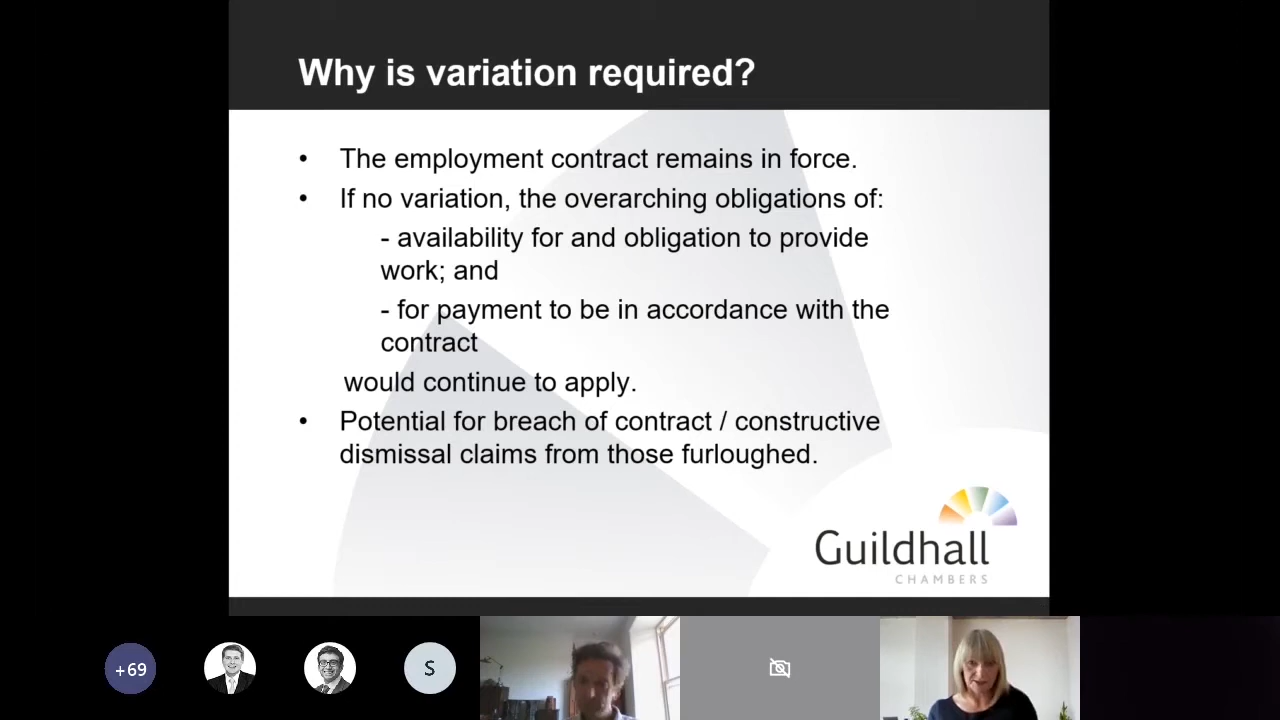 Why is variation required?
• The employment contract remains in force.
• If no variation, the overarching obligations of:
- availability for and obligation to provide
work; and
- for payment to be in accordance with the
contract
would continue to apply.
• Potential for breach of contract / constructive
dismissal claims from those furloughed.
Guildhall
CHAMBERS
+69
S